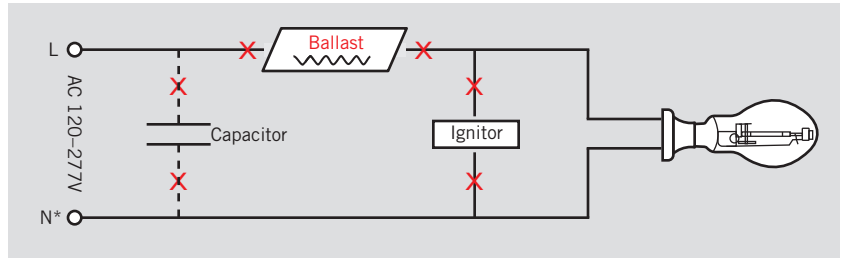 L
Ballast
AC 120–277V
Capacitor
Ignitor
N*